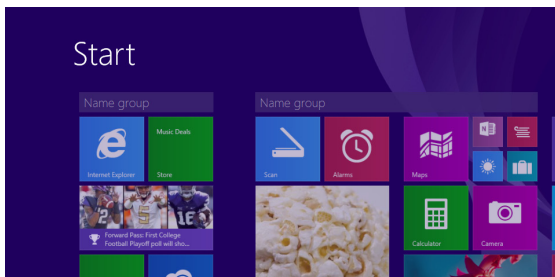 Start
Name group
Name group
Music Deals
Internet Explorer
Store
Scan
Alarms
Maps
Forward Pass: First College
Football Playoff poll will sho...
Calculator
Camera